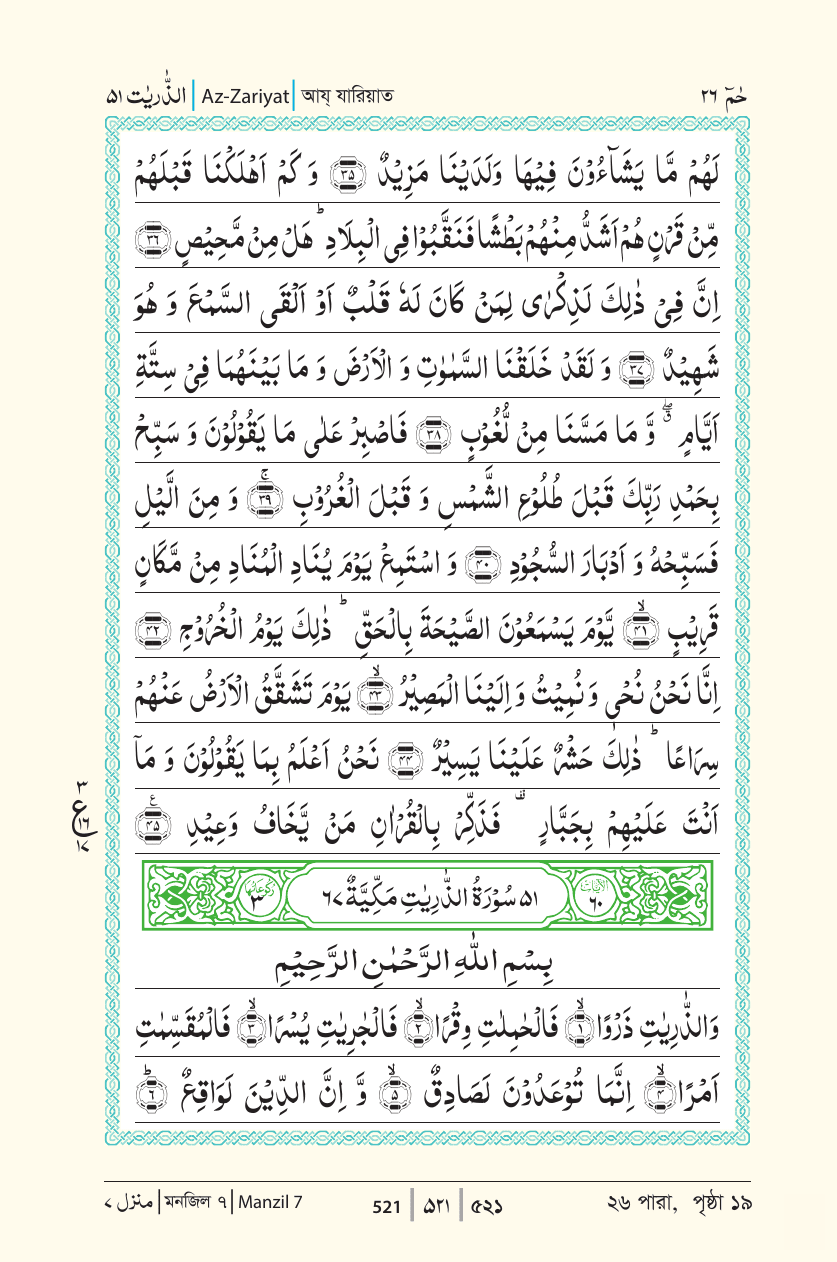 الذّٰرِيٰت ۵۱ | Az-Zariyat | আয্ যারিয়াত
حٰمٓ ۲۶
لَهُمۡ مَّا يَشَآءُوۡنَ فِيۡهَا وَلَدَيۡنَا مَزِيۡدٌ ﴿۳۵﴾ وَ كَمۡ اَهۡلَكۡنَا قَبۡلَهُمۡ
مِّنۡ قَرۡنٍ هُمۡ اَشَدُّ مِنۡهُمۡ بَطۡشًا فَنَقَّبُوۡا فِى الۡبِلَادِ ؕ هَلۡ مِنۡ مَّحِيۡصٍ ﴿۳۶﴾
اِنَّ فِىۡ ذٰلِكَ لَذِكۡرٰى لِمَنۡ كَانَ لَهٗ قَلۡبٌ اَوۡ اَلۡقَى السَّمۡعَ وَ هُوَ
شَهِيۡدٌ ﴿۳۷﴾ وَ لَقَدۡ خَلَقۡنَا السَّمٰوٰتِ وَ الۡاَرۡضَ وَ مَا بَيۡنَهُمَا فِىۡ سِتَّةِ
اَيَّامٍ ۖق وَّ مَا مَسَّنَا مِنۡ لُّغُوۡبٍ ﴿۳۸﴾ فَاصۡبِرۡ عَلٰى مَا يَقُوۡلُوۡنَ وَ سَبِّحۡ
بِحَمۡدِ رَبِّكَ قَبۡلَ طُلُوۡعِ الشَّمۡسِ وَ قَبۡلَ الۡغُرُوۡبِ ۚ﴿۳۹﴾ وَ مِنَ الَّيۡلِ
فَسَبِّحۡهُ وَ اَدۡبَارَ السُّجُوۡدِ ﴿۴۰﴾ وَ اسۡتَمِعۡ يَوۡمَ يُنَادِ الۡمُنَادِ مِنۡ مَّكَانٍ
قَرِيۡبٍ ۙ﴿۴۱﴾ يَّوۡمَ يَسۡمَعُوۡنَ الصَّيۡحَةَ بِالۡحَقِّ ؕ ذٰلِكَ يَوۡمُ الۡخُرُوۡجِ ﴿۴۲﴾
اِنَّا نَحۡنُ نُحۡىٖ وَ نُمِيۡتُ وَ اِلَيۡنَا الۡمَصِيۡرُ ۙ﴿۴۳﴾ يَوۡمَ تَشَقَّقُ الۡاَرۡضُ عَنۡهُمۡ
سِرَاعًا ؕ ذٰلِكَ حَشۡرٌ عَلَيۡنَا يَسِيۡرٌ ﴿۴۴﴾ نَحۡنُ اَعۡلَمُ بِمَا يَقُوۡلُوۡنَ وَ مَاۤ
اَنۡتَ عَلَيۡهِمۡ بِجَبَّارٍ ۟قف فَذَكِّرۡ بِالۡقُرۡاٰنِ مَنۡ يَّخَافُ وَعِيۡدِ ﴿۴۵﴾ع
۳
ع ۱۶
۱۷
الْاٰيَات ۶۰ ۵۱ سُوۡرَةُ الذّٰرِيٰتِ مَكِّيَّةٌ ۶۷ رُكُوۡعَاتُهَا ۳
بِسۡمِ اللّٰهِ الرَّحۡمٰنِ الرَّحِيۡمِ
وَالذّٰرِيٰتِ ذَرۡوًا ۙ﴿۱﴾ فَالۡحٰمِلٰتِ وِقۡرًا ۙ﴿۲﴾ فَالۡجٰرِيٰتِ يُسۡرًا ۙ﴿۳﴾ فَالۡمُقَسِّمٰتِ
اَمۡرًا ۙ﴿۴﴾ اِنَّمَا تُوۡعَدُوۡنَ لَصَادِقٌ ۙ﴿۵﴾ وَّ اِنَّ الدِّيۡنَ لَوَاقِعٌ ؕ﴿۶﴾
منزل ۷ | মনজিল ৭ | Manzil 7
521 | ۵۲۱ | ৫২১
২৬ পারা, পৃষ্ঠা ১৯